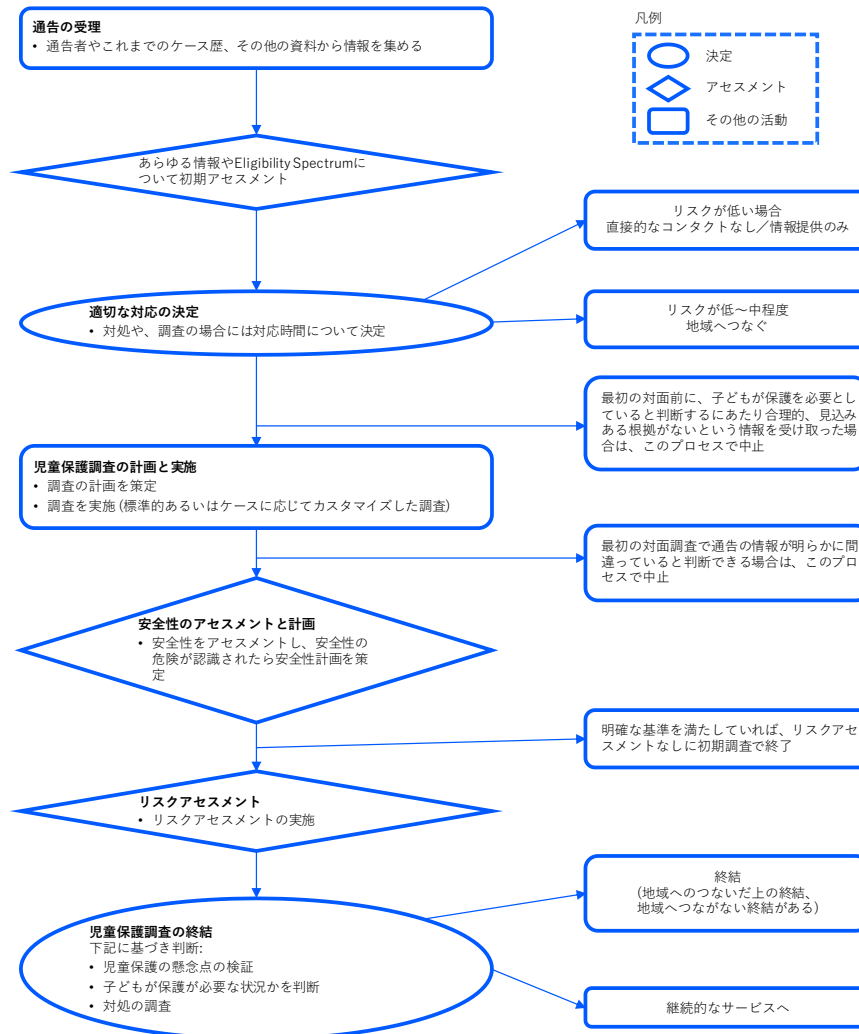 通告の受理
• 通告者やこれまでのケース歴、その他の資料から情報を集める
凡例
決定
アセスメント
その他の活動
あらゆる情報やEligibility Spectrumに
ついて初期アセスメント
リスクが低い場合
直接的なコンタクトなし／情報提供のみ
適切な対応の決定
• 対処や、調査の場合には対応時間について決定
リスクが低～中程度
地域へつなぐ
最初の対面前に、子どもが保護を必要とし
ていると判断するにあたり合理的、見込み
ある根拠がないという情報を受け取った場
合は、このプロセスで中止
児童保護調査の計画と実施
• 調査の計画を策定
• 調査を実施 (標準的あるいはケースに応じてカスタマイズした調査)
最初の対面調査で通告の情報が明らかに間
違っていると判断できる場合は、このプロ
セスで中止
安全性のアセスメントと計画
• 安全性をアセスメントし、安全性の
危険が認識されたら安全性計画を策
定
明確な基準を満たしていれば、リスクアセ
スメントなしに初期調査で終了
リスクアセスメント
• リスクアセスメントの実施
終結
(地域へのつないだ上の終結、
地域へつながない終結がある)
児童保護調査の終結
下記に基づき判断:
• 児童保護の懸念点の検証
• 子どもが保護が必要な状況かを判断
• 対処の調査
継続的なサービスへ